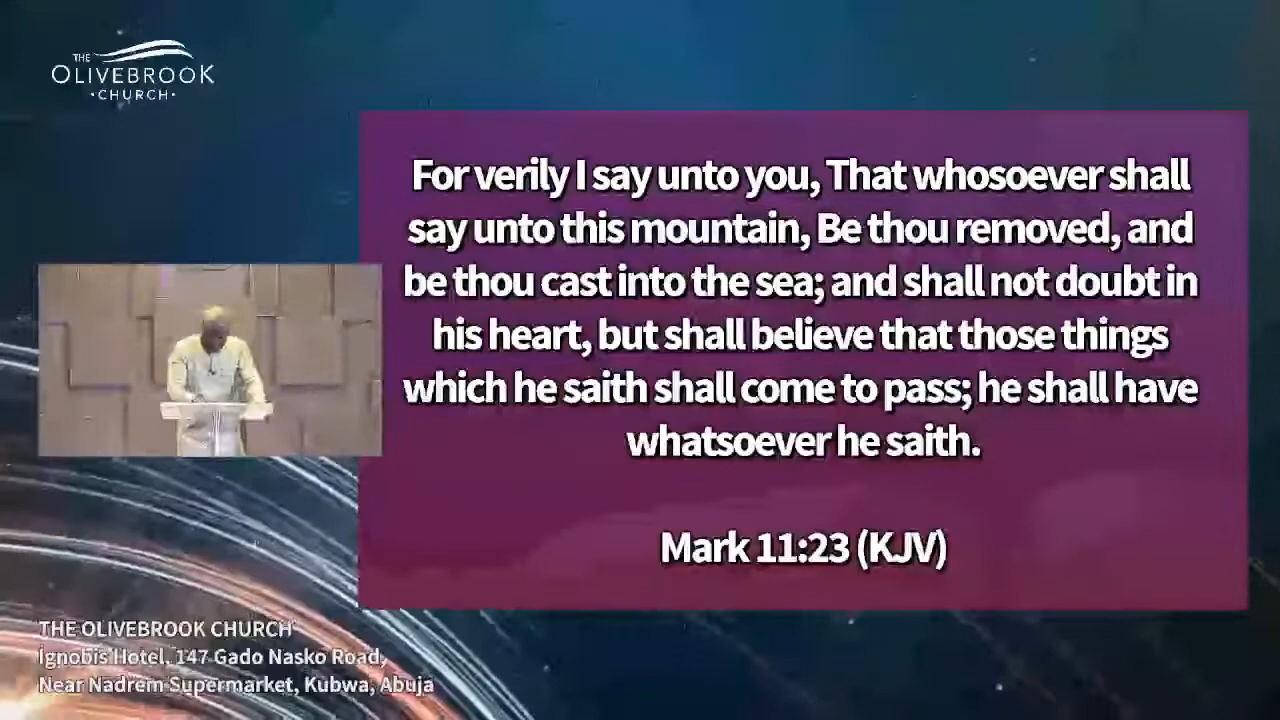 THE
OLIVEBROOK
·CHURCH·
For verily I say unto you, That whosoever shall
say unto this mountain, Be thou removed, and
be thou cast into the sea; and shall not doubt in
his heart, but shall believe that those things
which he saith shall come to pass; he shall have
whatsoever he saith.
Mark 11:23 (KJV)
THE OLIVEBROOK CHURCH
Ignobis Hotel, 147 Gado Nasko Road,
Near Nadrem Supermarket, Kubwa, Abuja